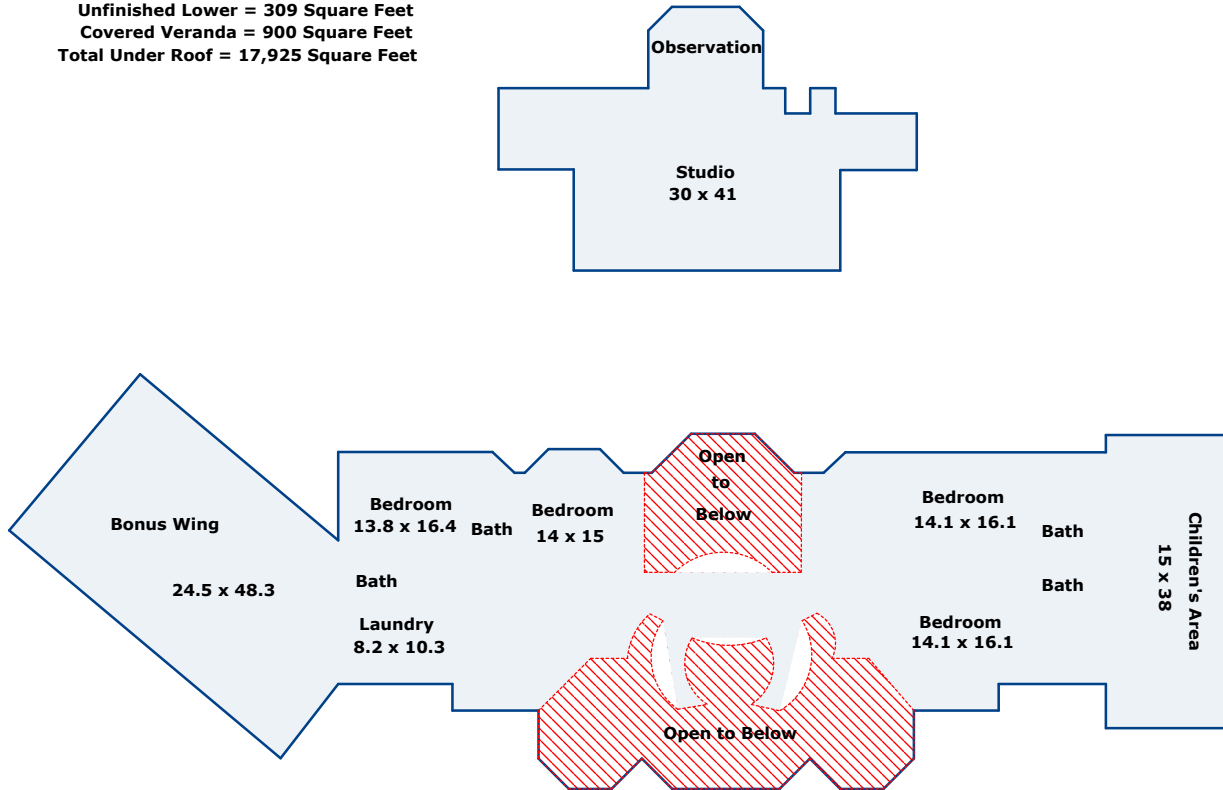 Unfinished Lower = 309 Square Feet
Covered Veranda = 900 Square Feet
Total Under Roof = 17,925 Square Feet
Observation
Studio
30 x 41
Bonus Wing
24.5 x 48.3
Bedroom
13.8 x 16.4
Bath
Bedroom
14 x 15
Open
to
Below
Bedroom
14.1 x 16.1
Bath
Bath
Laundry
8.2 x 10.3
Bath
Bedroom
14.1 x 16.1
Children's Area
15 x 38
Open to Below